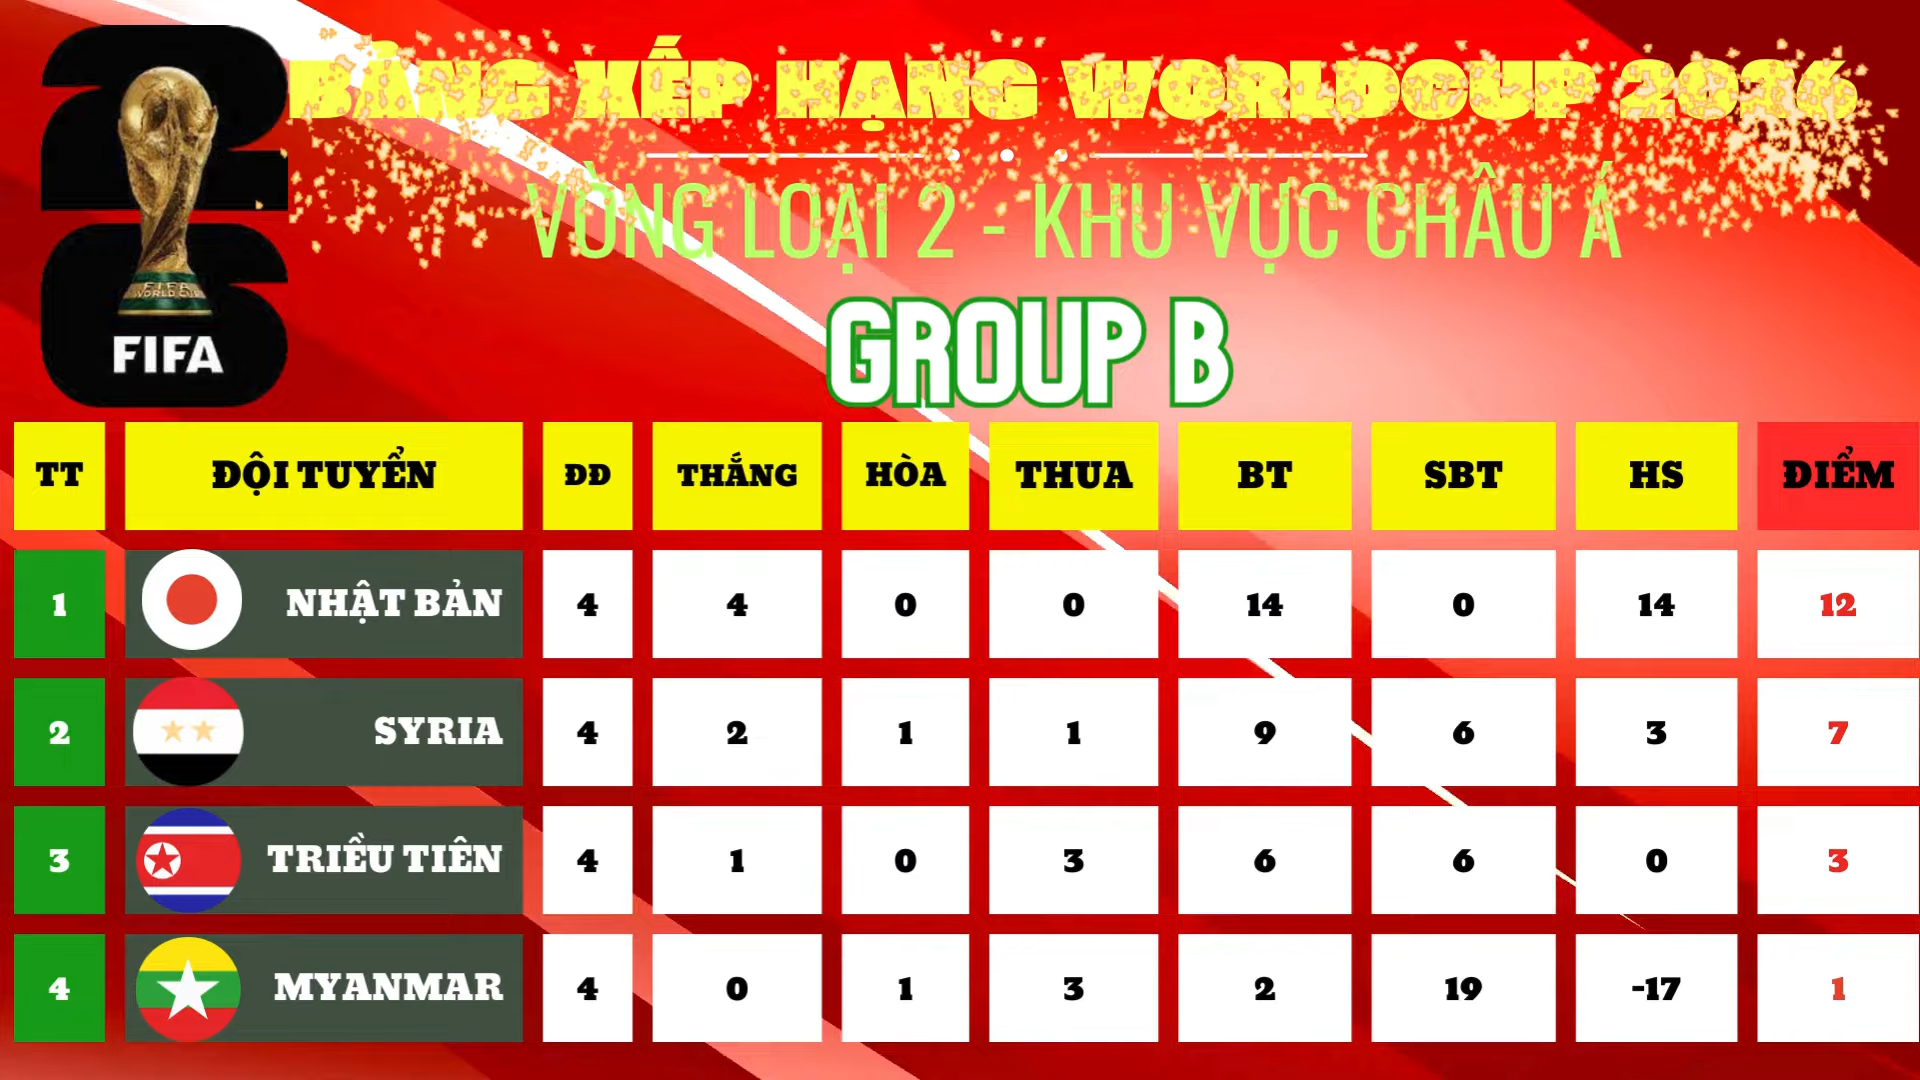 BẢNG XẾP HẠNG WORLDCUP 2026
VÒNG LOẠI 2 - KHU VỰC CHÂU Á
FIFA
WORLD CUP
FIFA
GROUP B
TT ĐỘI TUYỂN ĐĐ THẮNG HÒA THUA BT SBT HS ĐIỂM
1 NHẬT BẢN 4 4 0 0 14 0 14 12
2 SYRIA 4 2 1 1 9 6 3 7
3 TRIỀU TIÊN 4 1 0 3 6 6 0 3
4 MYANMAR 4 0 1 3 2 19 -17 1